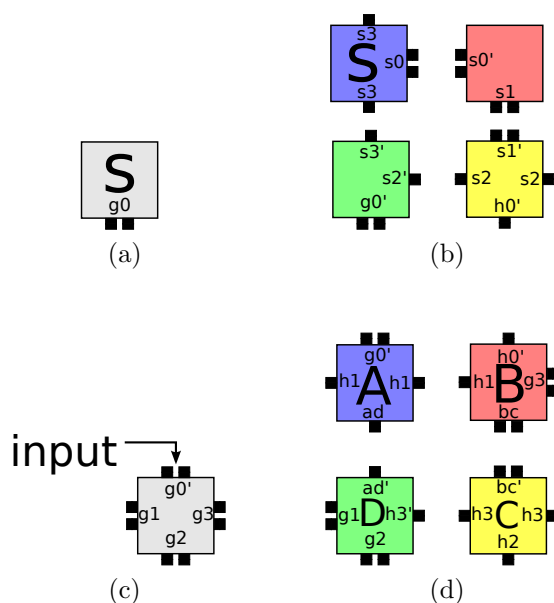 S
g0
(a)
s3
S s0
s3
s0'
s1
s3'
s2'
g0'
s1'
s2 s2
h0'
(b)
input
g0'
g1 g3
g2
(c)
g0'
h1 A h1
ad
h0'
h1 B g3
bc
ad'
g1 D h3'
g2
bc'
h3 C h3
h2
(d)